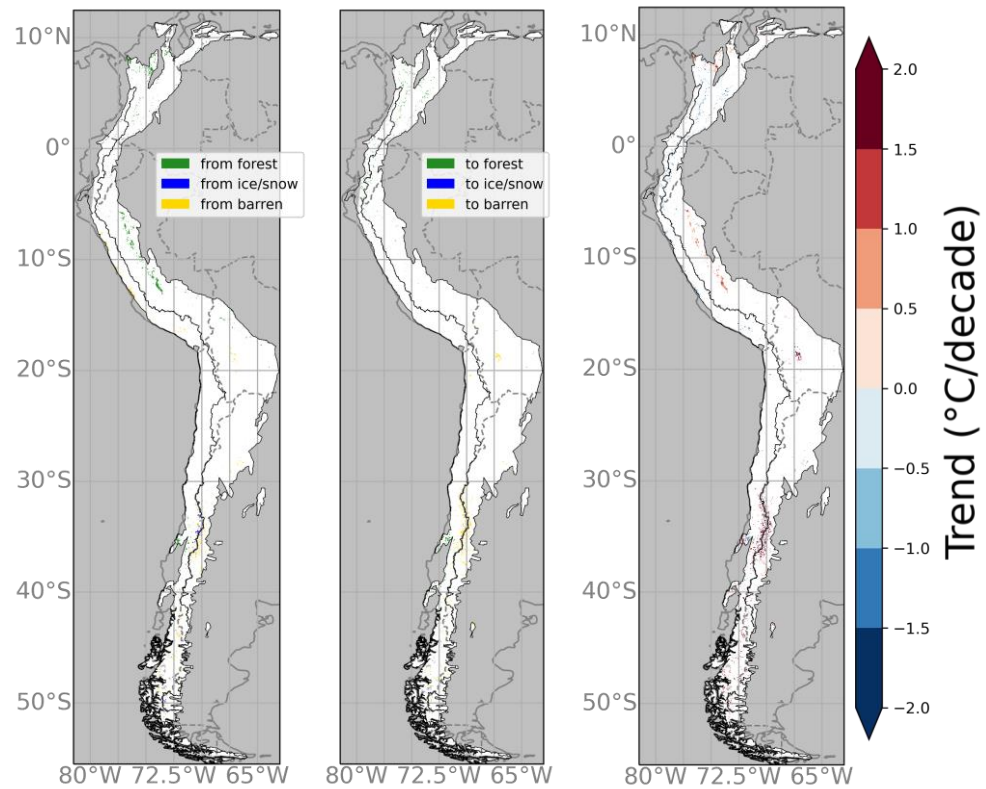 10°N
0°
10°S
20°S
30°S
40°S
50°S
80°W 72.5°W 65°W
from forest
from ice/snow
from barren
80°W 72.5°W 65°W
to forest
to ice/snow
to barren
10°N
0°
10°S
20°S
30°S
40°S
50°S
80°W 72.5°W 65°W
2.0
1.5
1.0
0.5
0.0
−0.5
−1.0
−1.5
−2.0
Trend (°C/decade)